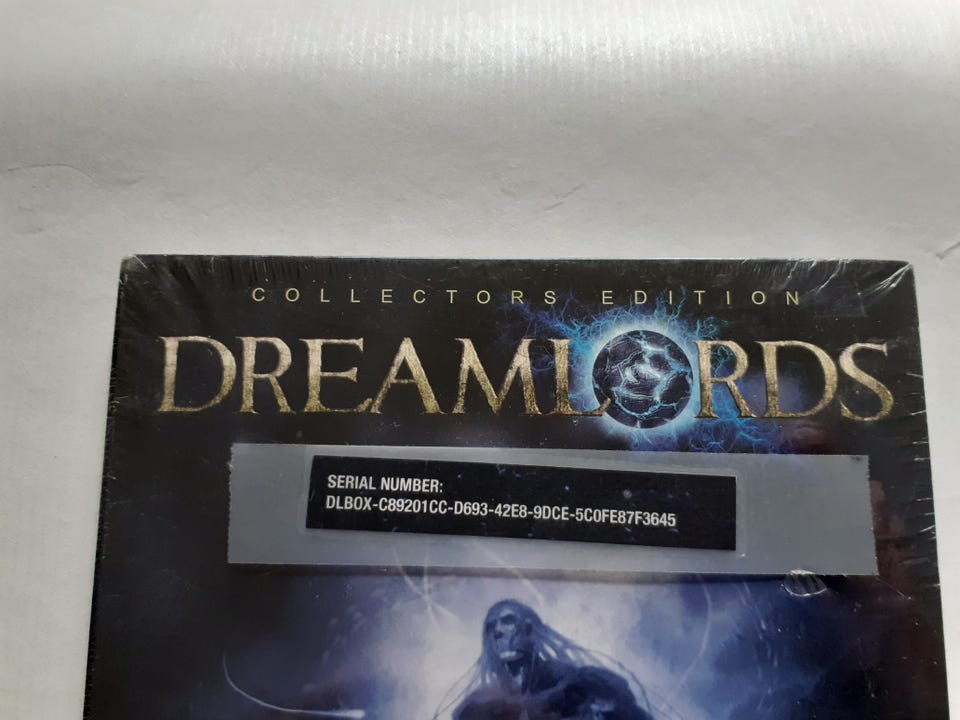 COLLECTORS EDITION
DREAMLORDS
SERIAL NUMBER:
DLBOX-C89201CC-D693-42E8-9DCE-5C0FE87F3645